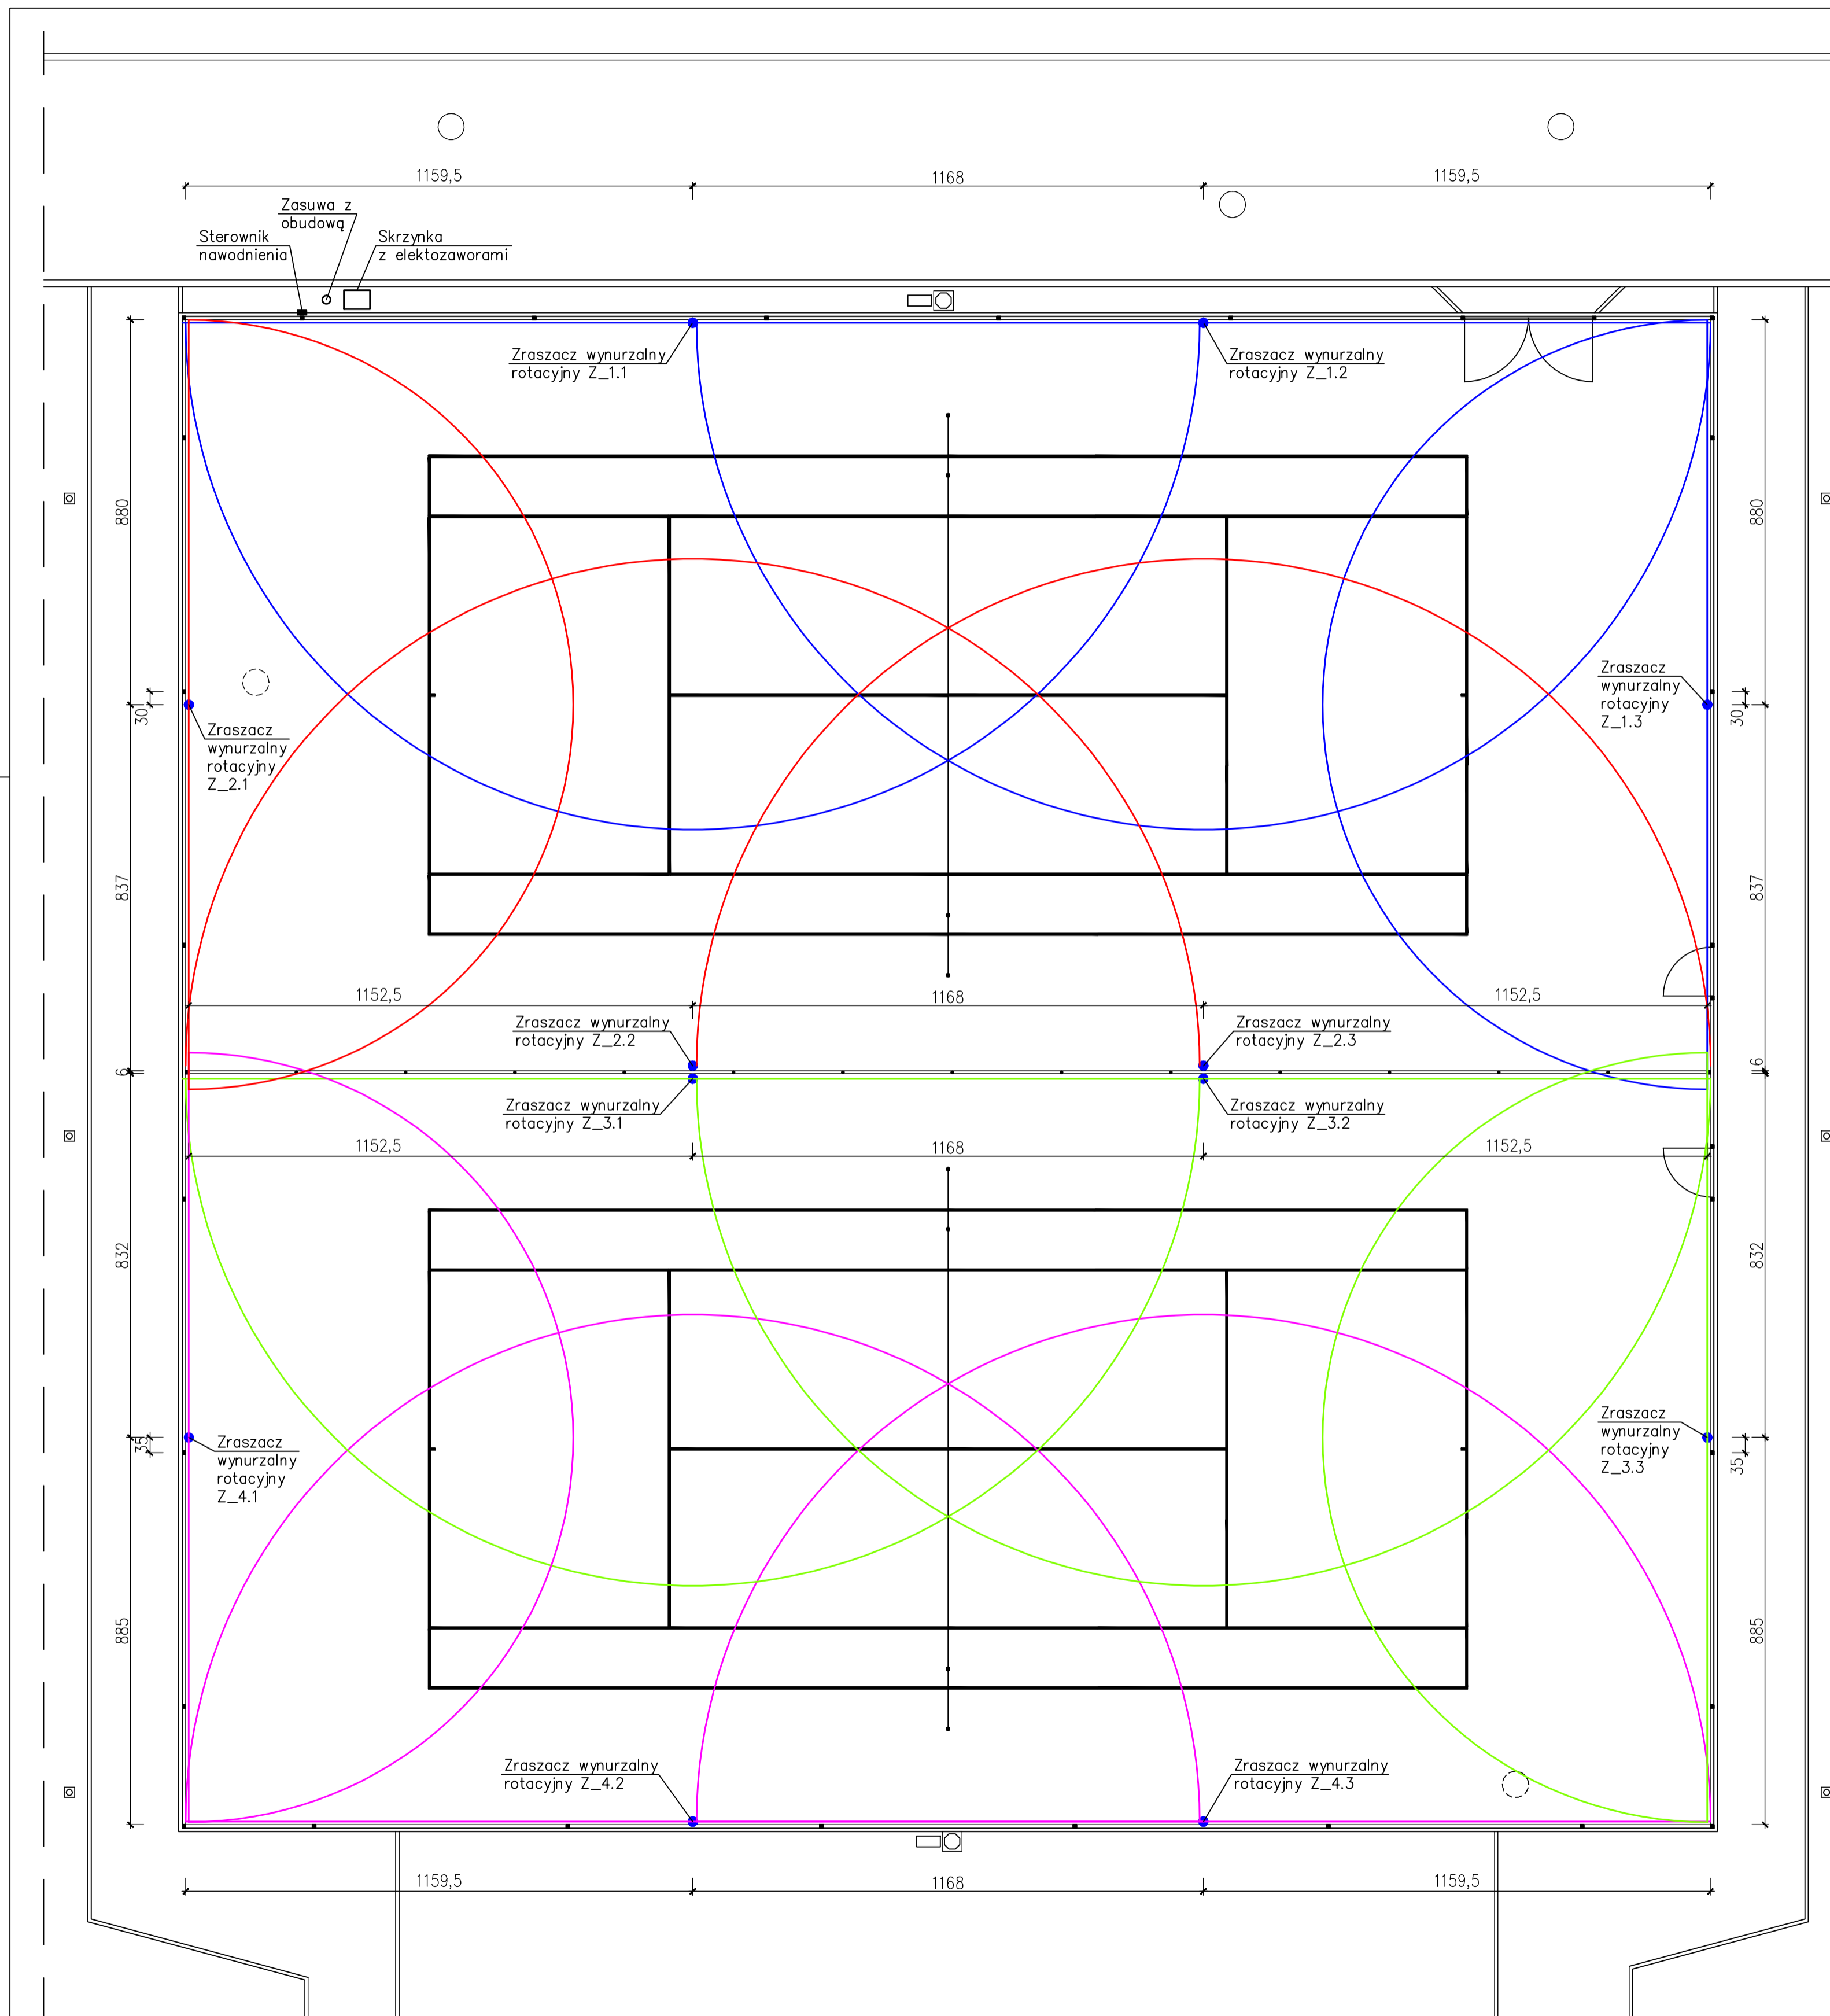 1159,5
1168
1159,5
Zasuwa z
obudową
Sterownik
nawodnienia
Skrzynka
z elektozaworami
Zraszacz wynurzalny
rotacyjny Z_1.1
Zraszacz wynurzalny
rotacyjny Z_1.2
880
880
30
Zraszacz
wynurzalny
rotacyjny
Z_2.1
Zraszacz
wynurzalny
rotacyjny
Z_1.3
30
837
837
1152,5
1168
1152,5
Zraszacz wynurzalny
rotacyjny Z_2.2
Zraszacz wynurzalny
rotacyjny Z_2.3
6
6
Zraszacz wynurzalny
rotacyjny Z_3.1
Zraszacz wynurzalny
rotacyjny Z_3.2
1152,5
1168
1152,5
832
832
35
Zraszacz
wynurzalny
rotacyjny
Z_4.1
Zraszacz
wynurzalny
rotacyjny
Z_3.3
35
885
885
Zraszacz wynurzalny
rotacyjny Z_4.2
Zraszacz wynurzalny
rotacyjny Z_4.3
1159,5
1168
1159,5